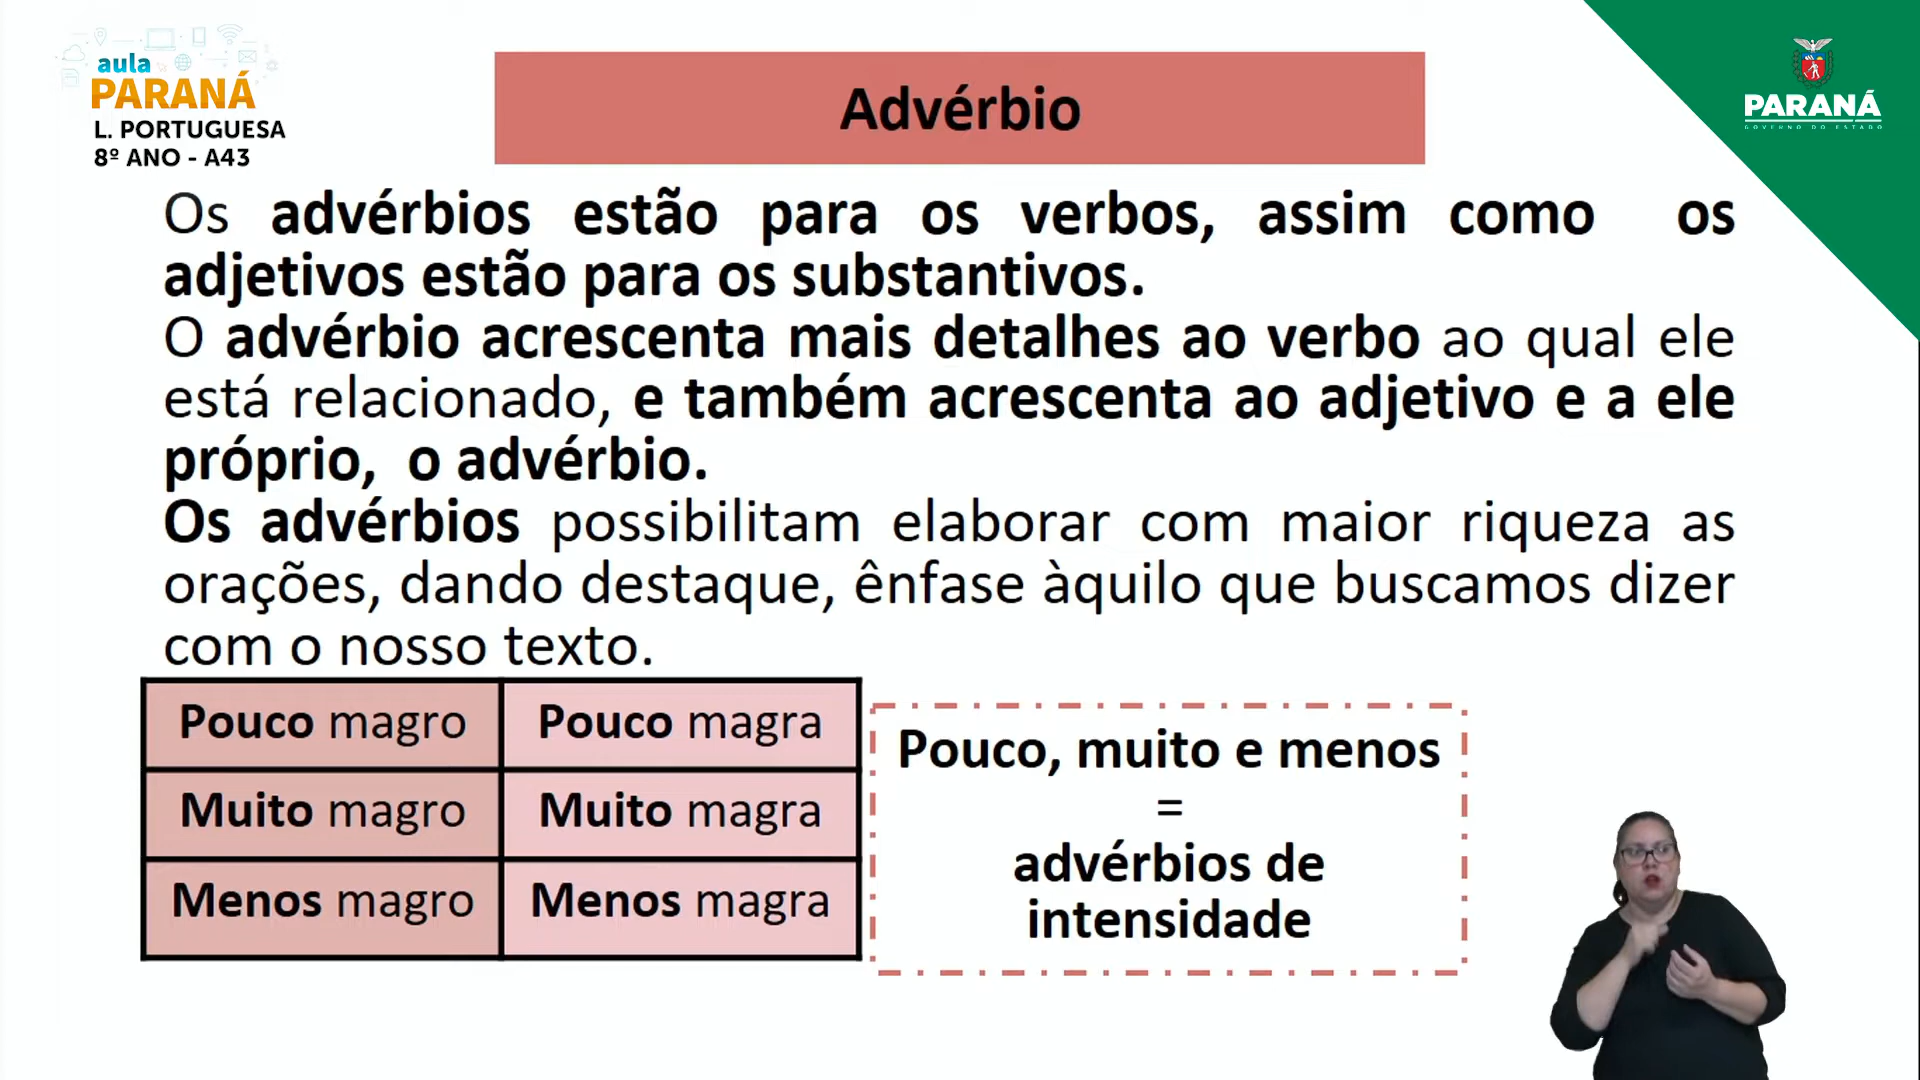 aula
PARANÁ
L. PORTUGUESA
8º ANO - A43
Advérbio
PARANÁ
GOVERNO DO ESTADO
Os advérbios estão para os verbos, assim como os
adjetivos estão para os substantivos.
O advérbio acrescenta mais detalhes ao verbo ao qual ele
está relacionado, e também acrescenta ao adjetivo e a ele
próprio, o advérbio.
Os advérbios possibilitam elaborar com maior riqueza as
orações, dando destaque, ênfase àquilo que buscamos dizer
com o nosso texto.
Pouco magro
Pouco magra
Muito magro
Muito magra
Menos magro
Menos magra
Pouco, muito e menos
=
advérbios de
intensidade